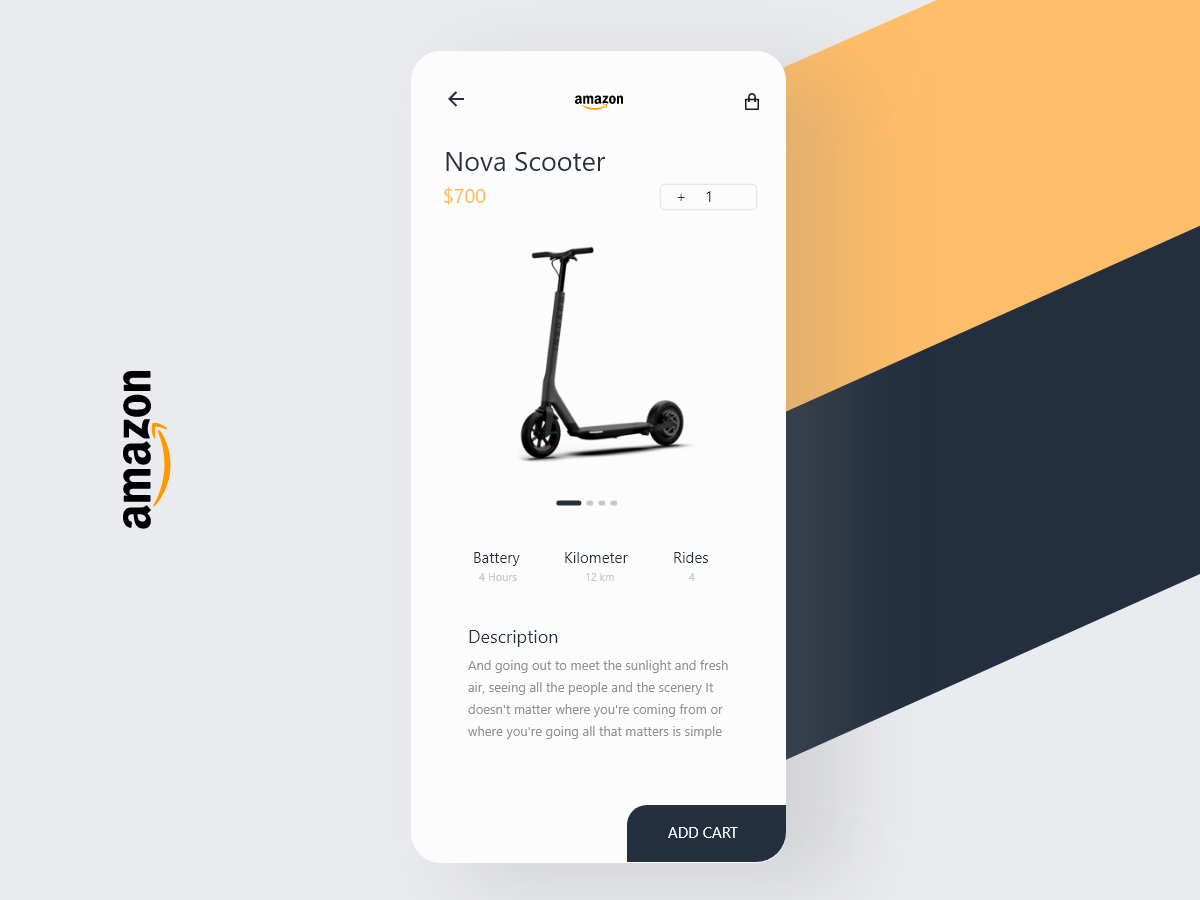 amazon
amazon
Nova Scooter
$700
+ 1
Battery Kilometer Rides
4 Hours 12 km 4
Description
And going out to meet the sunlight and fresh
air, seeing all the people and the scenery It
doesn't matter where you're coming from or
where you're going all that matters is simple
ADD CART